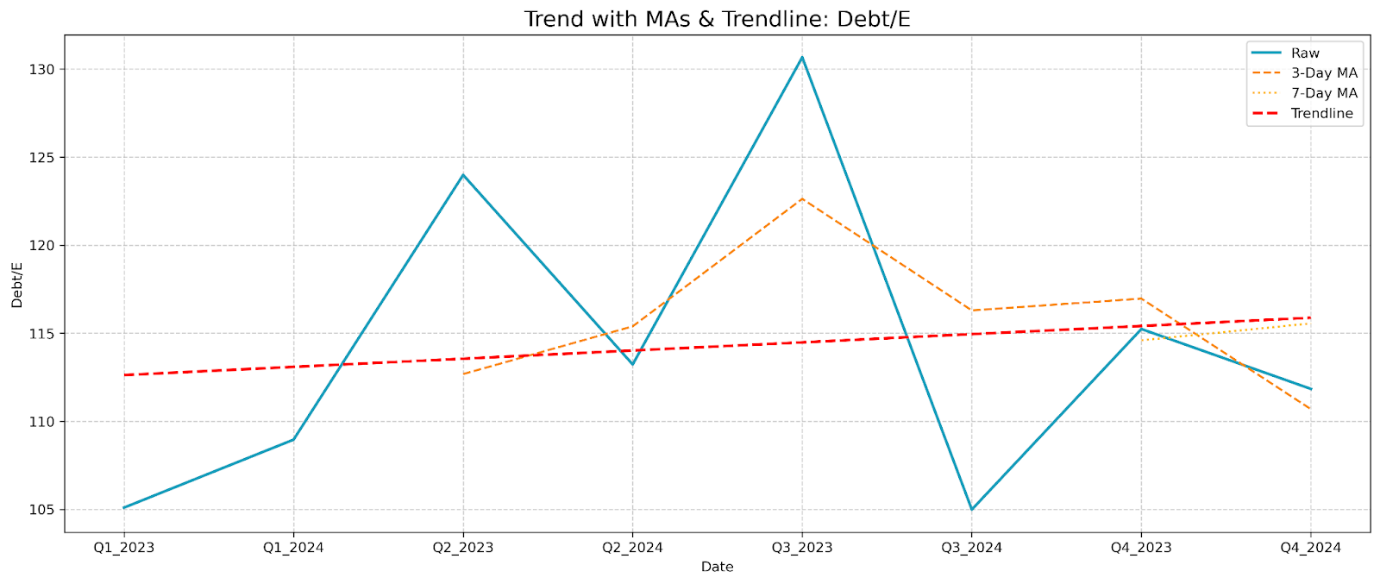 Trend with MAs & Trendline: Debt/E
Raw
3-Day MA
7-Day MA
Trendline
130
125
120
115
110
105
Debt/E
Q1_2023 Q1_2024 Q2_2023 Q2_2024 Q3_2023 Q3_2024 Q4_2023 Q4_2024
Date